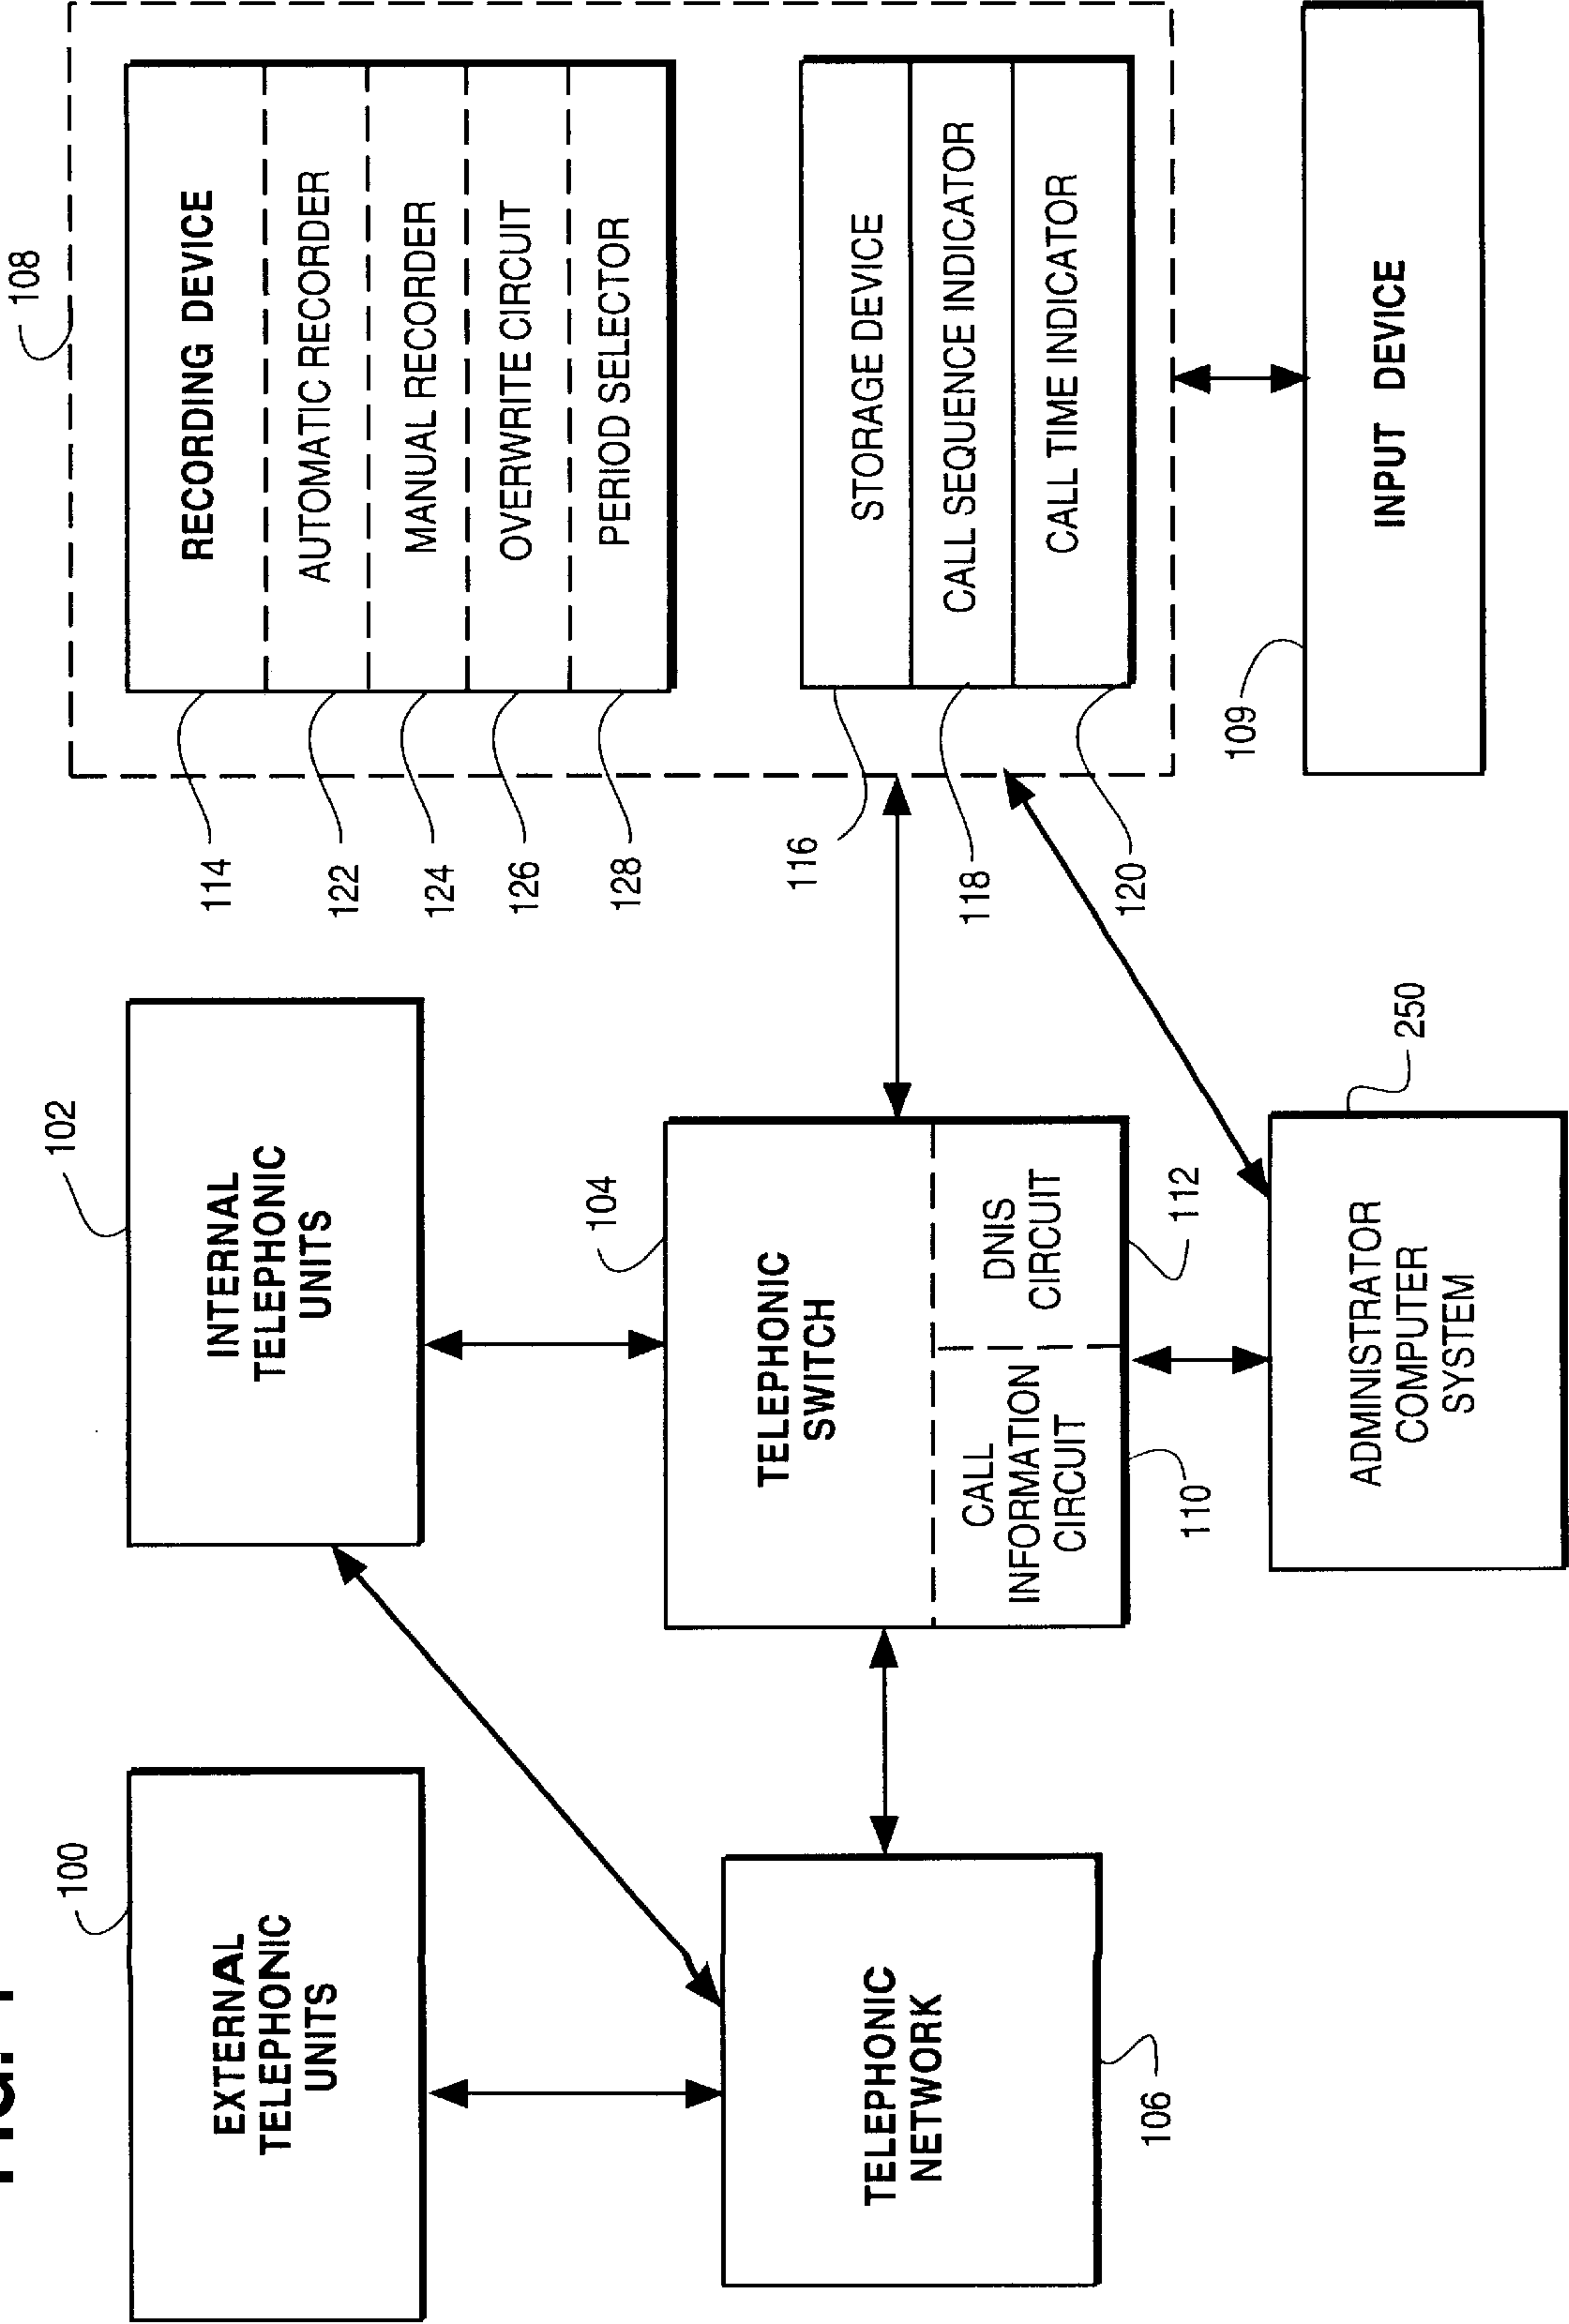 108
RECORDING DEVICE
AUTOMATIC RECORDER
MANUAL RECORDER
OVERWRITE CIRCUIT
PERIOD SELECTOR
114
122
124
126
128
STORAGE DEVICE
CALL SEQUENCE INDICATOR
CALL TIME INDICATOR
116
118
120
INPUT DEVICE
109
100
EXTERNAL
TELEPHONIC
UNITS
102
INTERNAL
TELEPHONIC
UNITS
104
TELEPHONIC
SWITCH
CALL
INFORMATION
CIRCUIT
DNIS
CIRCUIT
110
112
TELEPHONIC
NETWORK
106
ADMINISTRATOR
COMPUTER
SYSTEM
250